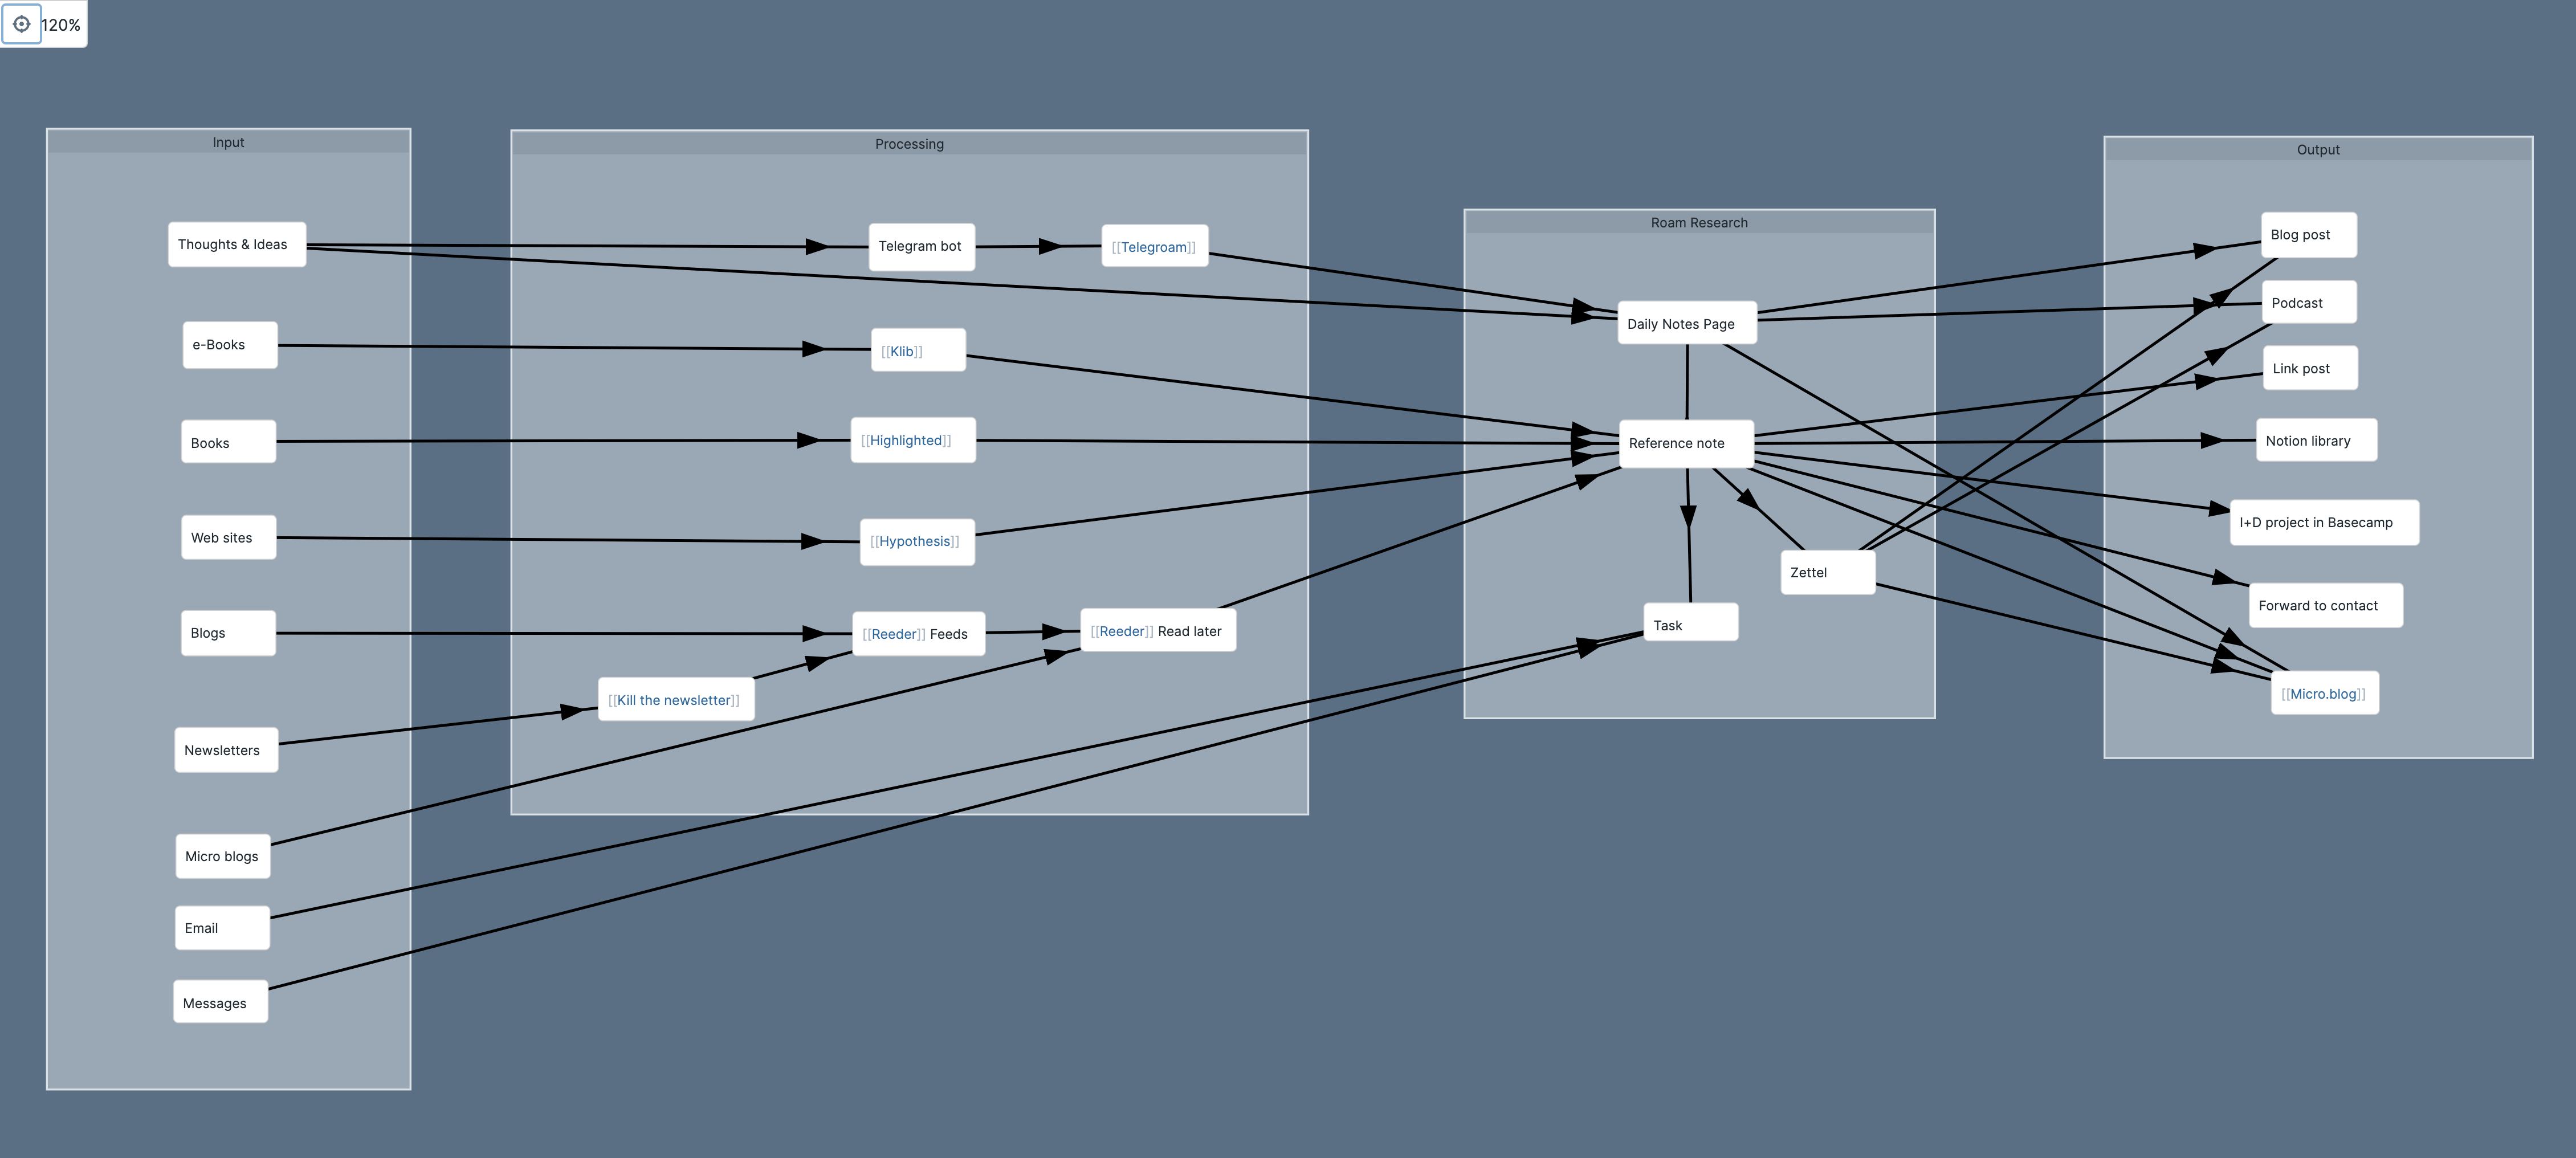 120%
Input
Thoughts & Ideas
e-Books
Books
Web sites
Blogs
Newsletters
Micro blogs
Email
Messages
Processing
Telegram bot
[[Telegroam]]
[[Klib]]
[[Highlighted]]
[[Hypothesis]]
[[Reeder]] Feeds
[[Reeder]] Read later
[[Kill the newsletter]]
Roam Research
Daily Notes Page
Reference note
Zettel
Task
Output
Blog post
Podcast
Link post
Notion library
I+D project in Basecamp
Forward to contact
[[Micro.blog]]